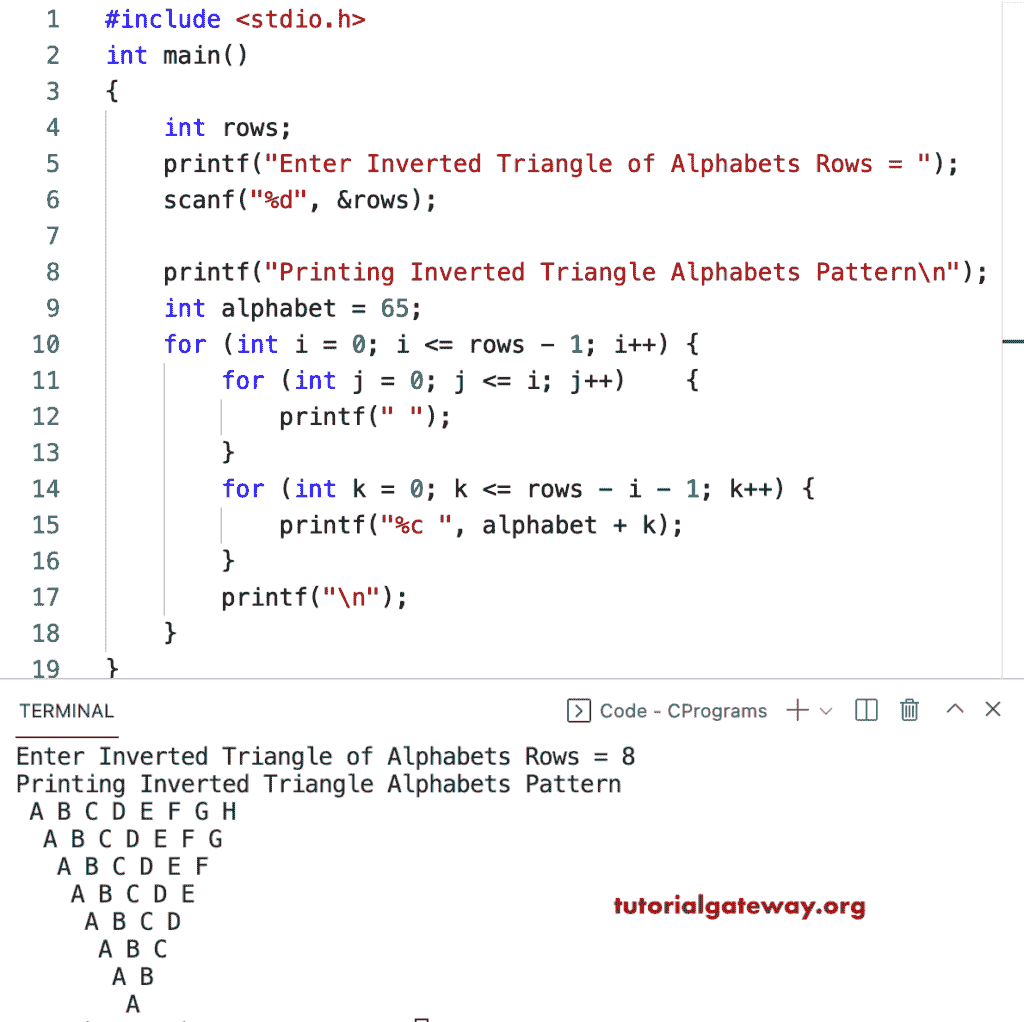 1 #include <stdio.h>
2 int main()
3 {
4     int rows;
5     printf("Enter Inverted Triangle of Alphabets Rows = ");
6     scanf("%d", &rows);
7
8     printf("Printing Inverted Triangle Alphabets Pattern\n");
9     int alphabet = 65;
10     for (int i = 0; i <= rows - 1; i++) {
11         for (int j = 0; j <= i; j++)    {
12             printf(" ");
13         }
14         for (int k = 0; k <= rows - i - 1; k++) {
15             printf("%c ", alphabet + k);
16         }
17         printf("\n");
18     }
19 }
TERMINAL Code - CPrograms
Enter Inverted Triangle of Alphabets Rows = 8
Printing Inverted Triangle Alphabets Pattern
 A B C D E F G H
  A B C D E F G
   A B C D E F
    A B C D E
     A B C D
      A B C
       A B
        A
tutorialgateway.org